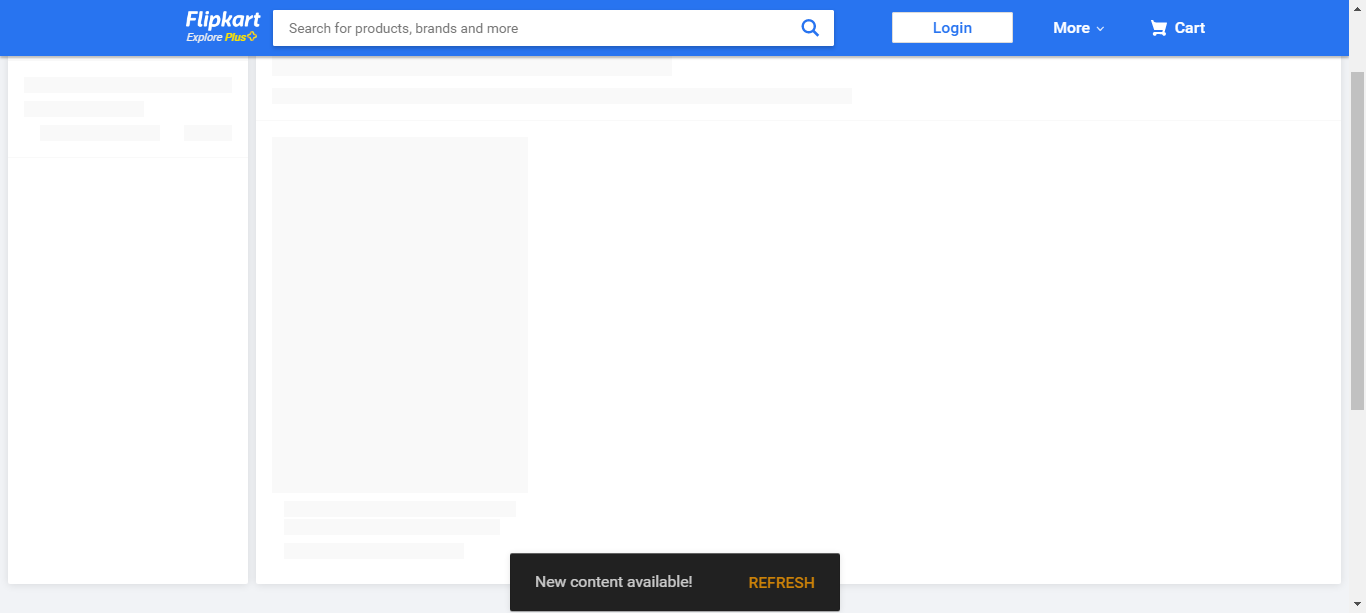 Flipkart
Explore Plus
Search for products, brands and more
Login
More
Cart
New content available!
REFRESH